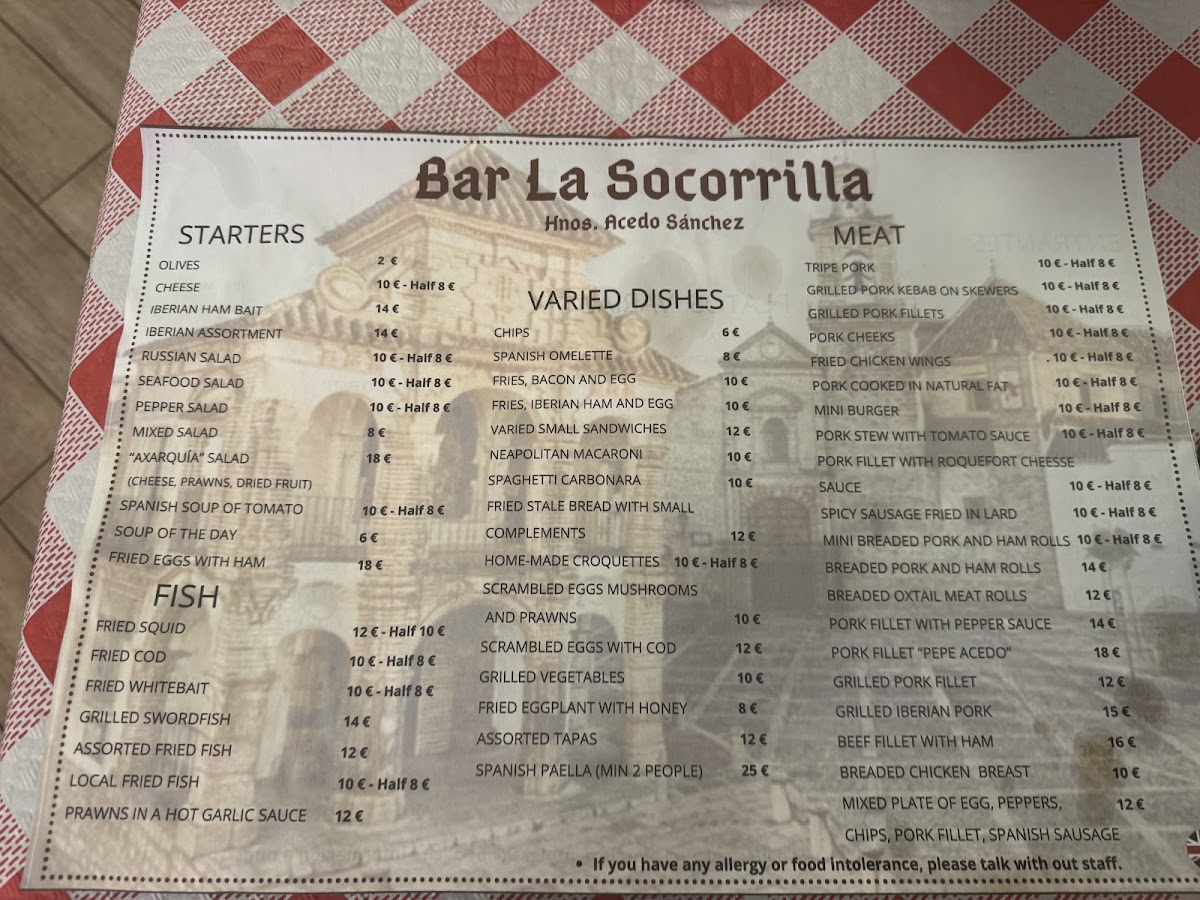 Bar La Socorrilla
Hnos. Acedo Sánchez
STARTERS
OLIVES 2 €
CHEESE 10 € - Half 8 €
IBERIAN HAM BAIT 14 €
IBERIAN ASSORTMENT 14 €
RUSSIAN SALAD 10 € - Half 8 €
SEAFOOD SALAD 10 € - Half 8 €
PEPPER SALAD 10 € - Half 8 €
MIXED SALAD 8 €
“AXARQUÍA” SALAD 18 €
(CHEESE, PRAWNS, DRIED FRUIT)
SPANISH SOUP OF TOMATO 10 € - Half 8 €
SOUP OF THE DAY 6 €
FRIED EGGS WITH HAM 18 €
FISH
FRIED SQUID 12 € - Half 10 €
FRIED COD 10 € - Half 8 €
FRIED WHITEBAIT 10 € - Half 8 €
GRILLED SWORDFISH 14 €
ASSORTED FRIED FISH 12 €
LOCAL FRIED FISH 10 € - Half 8 €
PRAWNS IN A HOT GARLIC SAUCE 12 €
VARIED DISHES
CHIPS 6 €
SPANISH OMELETTE 8 €
FRIES, BACON AND EGG 10 €
FRIES, IBERIAN HAM AND EGG 10 €
VARIED SMALL SANDWICHES 12 €
NEAPOLITAN MACARONI 10 €
SPAGHETTI CARBONARA 10 €
FRIED STALE BREAD WITH SMALL
COMPLEMENTS 12 €
HOME-MADE CROQUETTES 10 € - Half 8 €
SCRAMBLED EGGS MUSHROOMS
AND PRAWNS 10 €
SCRAMBLED EGGS WITH COD 12 €
GRILLED VEGETABLES 10 €
FRIED EGGPLANT WITH HONEY 8 €
ASSORTED TAPAS 12 €
SPANISH PAELLA (MIN 2 PEOPLE) 25 €
MEAT
TRIPE PORK 10 € - Half 8 €
GRILLED PORK KEBAB ON SKEWERS 10 € - Half 8 €
GRILLED PORK FILLETS 10 € - Half 8 €
PORK CHEEKS 10 € - Half 8 €
FRIED CHICKEN WINGS . 10 € - Half 8 €
PORK COOKED IN NATURAL FAT 10 € - Half 8 €
MINI BURGER 10 € - Half 8 €
PORK STEW WITH TOMATO SAUCE 10 € - Half 8 €
PORK FILLET WITH ROQUEFORT CHEESSE
SAUCE 10 € - Half 8 €
SPICY SAUSAGE FRIED IN LARD 10 € - Half 8 €
MINI BREADED PORK AND HAM ROLLS 10 € - Half 8 €
BREADED PORK AND HAM ROLLS 14 €
BREADED OXTAIL MEAT ROLLS 12 €
PORK FILLET WITH PEPPER SAUCE 14 €
PORK FILLET “PEPE ACEDO” 18 €
GRILLED PORK FILLET 12 €
GRILLED IBERIAN PORK 15 €
BEEF FILLET WITH HAM 16 €
BREADED CHICKEN BREAST 10 €
MIXED PLATE OF EGG, PEPPERS, 12 €
CHIPS, PORK FILLET, SPANISH SAUSAGE
• If you have any allergy or food intolerance, please talk with out staff.